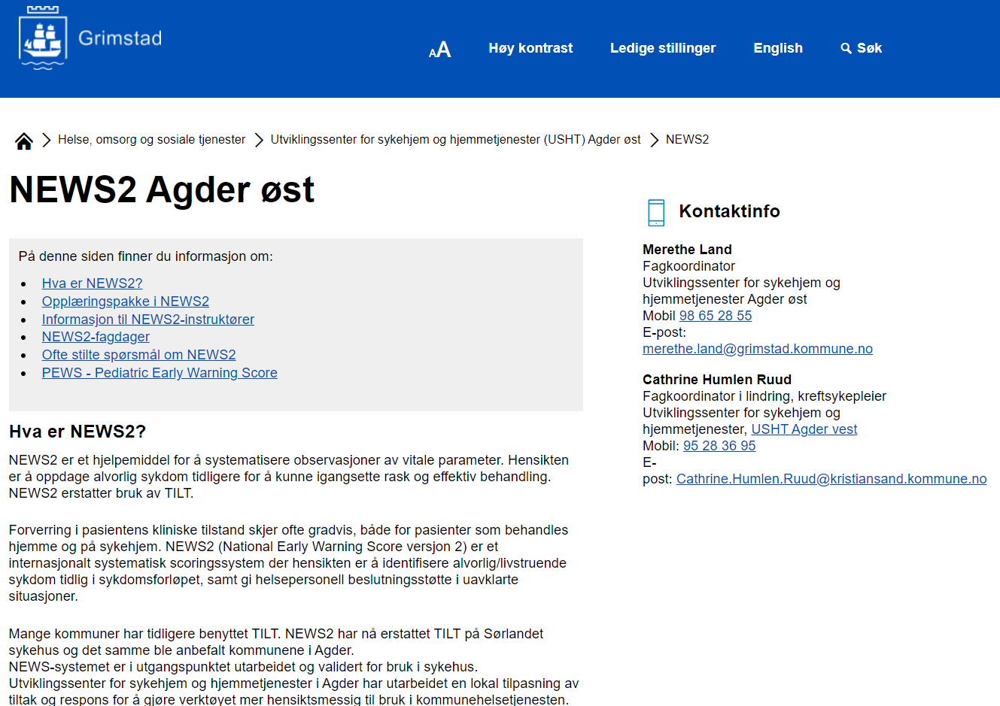 Grimstad
AA
Høy kontrast
Ledige stillinger
English
Søk
Helse, omsorg og sosiale tjenester
Utviklingssenter for sykehjem og hjemmetjenester (USHT) Agder øst
NEWS2
NEWS2 Agder øst
På denne siden finner du informasjon om:
Hva er NEWS2?
Opplæringspakke i NEWS2
Informasjon til NEWS2-instruktører
NEWS2-fagdager
Ofte stilte spørsmål om NEWS2
PEWS - Pediatric Early Warning Score
Hva er NEWS2?
NEWS2 er et hjelpemiddel for å systematisere observasjoner av vitale parameter. Hensikten
er å oppdage alvorlig sykdom tidligere for å kunne igangsette rask og effektiv behandling.
NEWS2 erstatter bruk av TILT.
Forverring i pasientens kliniske tilstand skjer ofte gradvis, både for pasienter som behandles
hjemme og på sykehjem. NEWS2 (National Early Warning Score versjon 2) er et
internasjonalt systematisk scoringssystem der hensikten er å identifisere alvorlig/livstruende
sykdom tidlig i sykdomsforløpet, samt gi helsepersonell beslutningsstøtte i uavklarte
situasjoner.
Mange kommuner har tidligere benyttet TILT. NEWS2 har nå erstattet TILT på Sørlandet
sykehus og det samme ble anbefalt kommunene i Agder.
NEWS-systemet er i utgangspunktet utarbeidet og validert for bruk i sykehus.
Utviklingssenter for sykehjem og hjemmetjenester i Agder har utarbeidet en lokal tilpasning av
tiltak og respons for å gjøre verktøyet mer hensiktsmessig til bruk i kommunehelsetjenesten.
Kontaktinfo
Merethe Land
Fagkoordinator
Utviklingssenter for sykehjem og
hjemmetjenester Agder øst
Mobil 98 65 28 55
E-post:
merethe.land@grimstad.kommune.no
Cathrine Humlen Ruud
Fagkoordinator i lindring, kreftsykepleier
Utviklingssenter for sykehjem og
hjemmetjenester, USHT Agder vest
Mobil: 95 28 36 95
E-
post: Cathrine.Humlen.Ruud@kristiansand.kommune.no